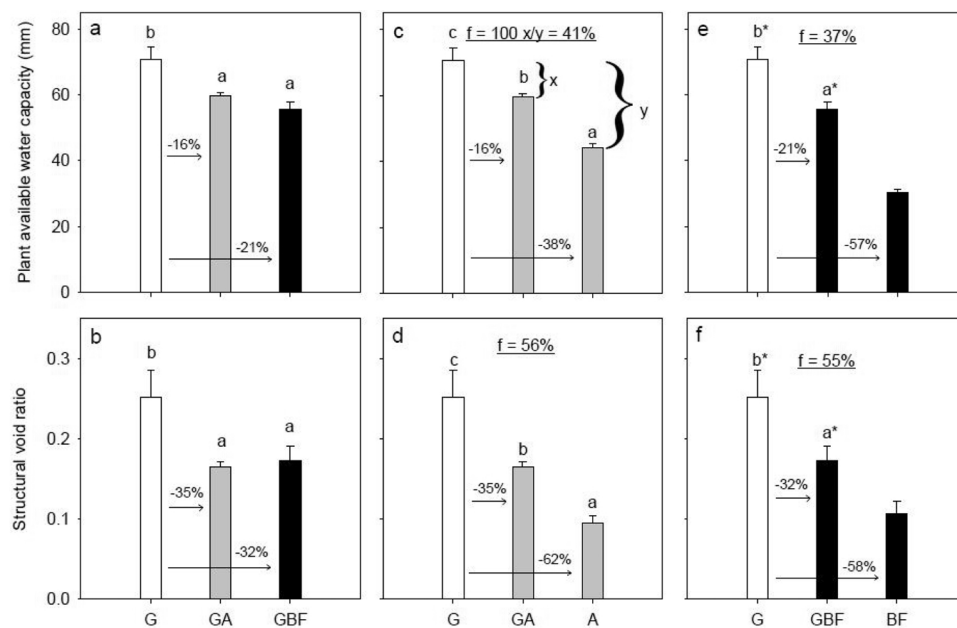 Plant available water capacity (mm)
80
60
40
20
0
a
b
a
a
-16%
-21%
c
c
f = 100 x/y = 41%
b
x
a
y
-16%
-38%
e
b*
f = 37%
a*
-21%
-57%
Structural void ratio
0.3
0.2
0.1
0.0
b
b
a
a
-35%
-32%
G
GA
GBF
d
c
f = 56%
b
a
-35%
-62%
G
GA
A
f
b*
f = 55%
a*
-32%
-58%
G
GBF
BF